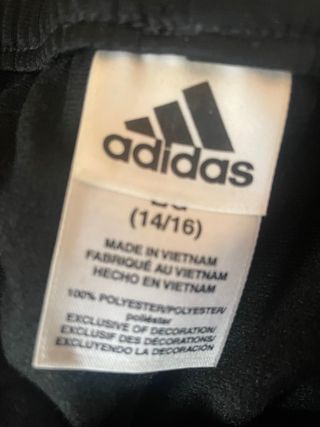 adidas
(14/16)
MADE IN VIETNAM
FABRIQUÉ AU VIETNAM
HECHO EN VIETNAM
100% POLYESTER/POLYESTER/
poliéster
EXCLUSIVE OF DECORATION/
EXCLUSIF DES DÉCORATIONS/
EXCLUYENDO LA DECORACIÓN